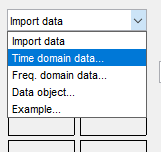 Import data
Import data
Time domain data...
Freq. domain data...
Data object...
Example...